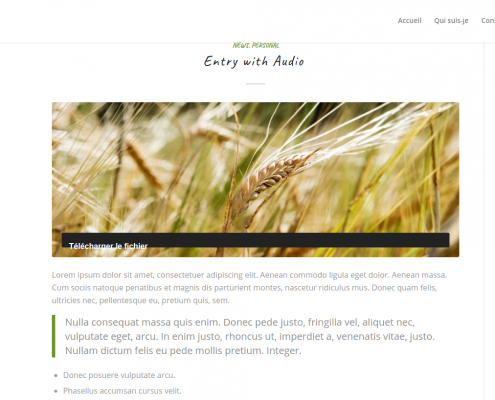 Accueil Qui suis-je Con
NEWS, PERSONAL
Entry with Audio
Télécharger le fichier
Lorem ipsum dolor sit amet, consectetuer adipiscing elit. Aenean commodo ligula eget dolor. Aenean massa.
Cum sociis natoque penatibus et magnis dis parturient montes, nascetur ridiculus mus. Donec quam felis,
ultricies nec, pellentesque eu, pretium quis, sem.
Nulla consequat massa quis enim. Donec pede justo, fringilla vel, aliquet nec,
vulputate eget, arcu. In enim justo, rhoncus ut, imperdiet a, venenatis vitae, justo.
Nullam dictum felis eu pede mollis pretium. Integer.
Donec posuere vulputate arcu.
Phasellus accumsan cursus velit.